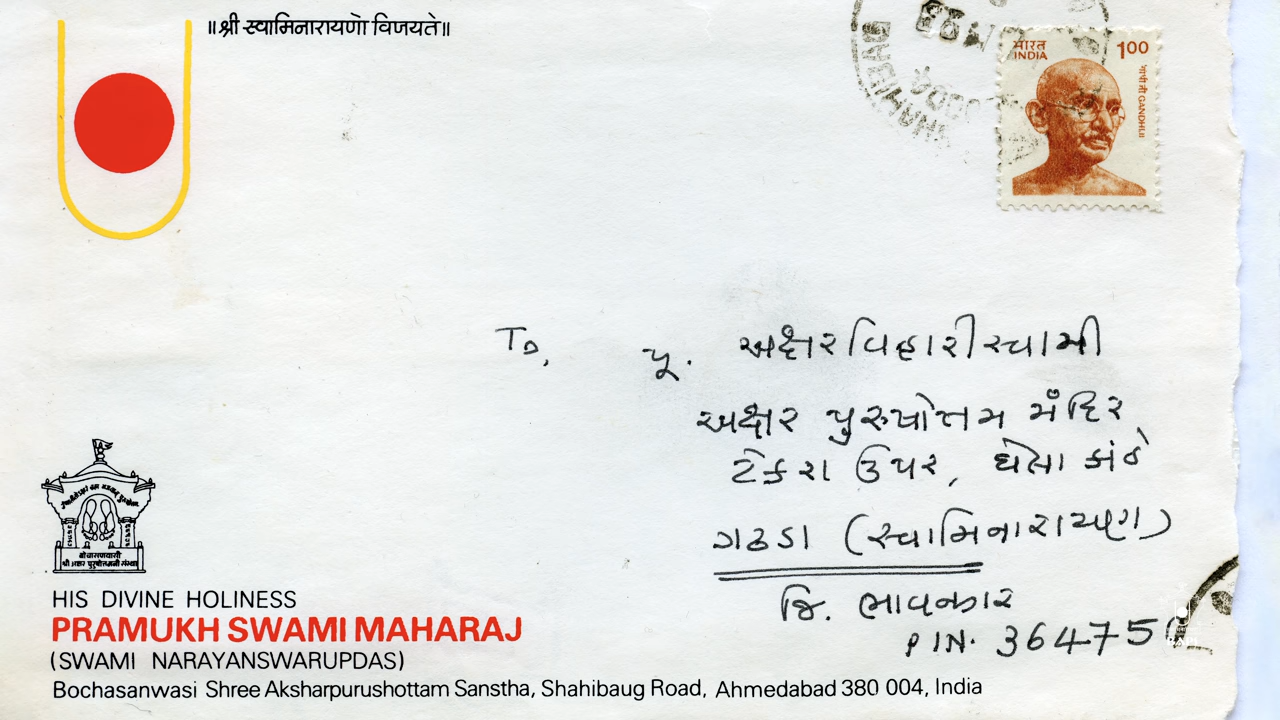 ॥ श्री स्वामिनारायणो विजयते ॥
भारत
INDIA
1.00
गांधी जी GANDHIJI
To,
પૂ. અક્ષરવિહારી સ્વામી
અક્ષર પુરુષોત્તમ મંદિર
ટેકરા ઉપર, ઘેલા કાંઠે
ગઢડા (સ્વામિનારાયણ)
જિ. ભાવનગર
PIN. 36475
HIS DIVINE HOLINESS
PRAMUKH SWAMI MAHARAJ
(SWAMI NARAYANSWARUPDAS)
Bochasanwasi Shree Aksharpurushottam Sanstha, Shahibaug Road, Ahmedabad 380 004, India